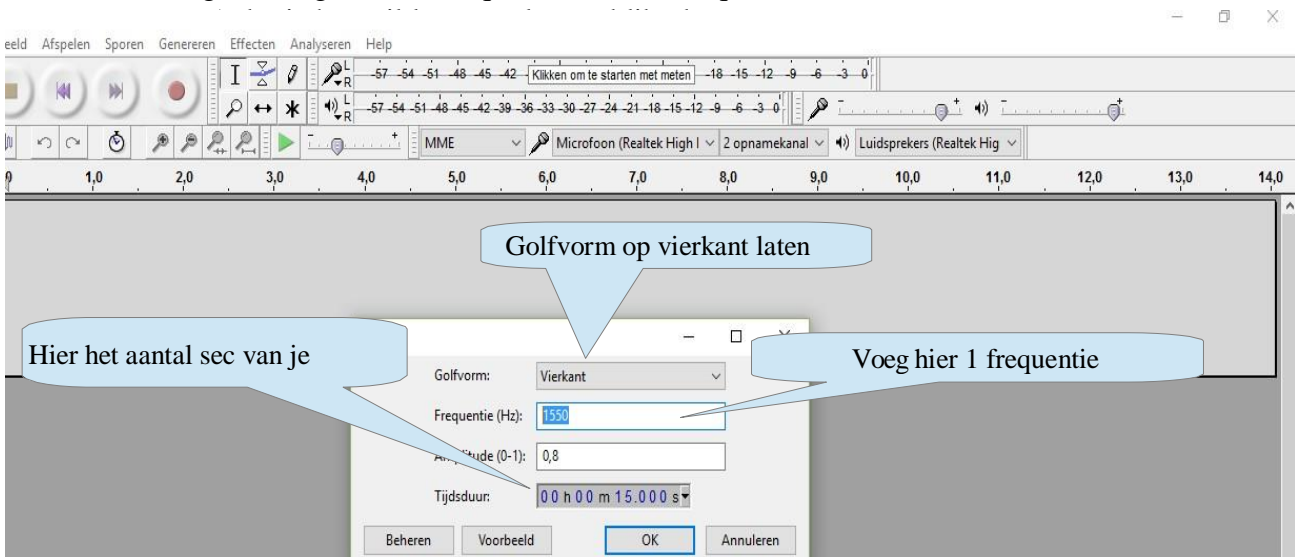 eeld Afspelen Sporen Genereren Effecten Analyseren Help
L R -57 -54 -51 -48 -45 -42 Klikken om te starten met meten -18 -15 -12 -9 -6 -3 0
L R -57 -54 -51 -48 -45 -42 -39 -36 -33 -30 -27 -24 -21 -18 -15 -12 -9 -6 -3 0 - + - +
- + MME Microfoon (Realtek High I 2 opnamekanal Luidsprekers (Realtek Hig
1,0 2,0 3,0 4,0 5,0 6,0 7,0 8,0 9,0 10,0 11,0 12,0 13,0 14,0
Golfvorm op vierkant laten
Hier het aantal sec van je
Voeg hier 1 frequentie
Golfvorm: Vierkant
Frequentie (Hz): 1550
(0-1): 0,8
Tijdsduur: 00 h 00 m 15.000 s
Beheren Voorbeeld OK Annuleren